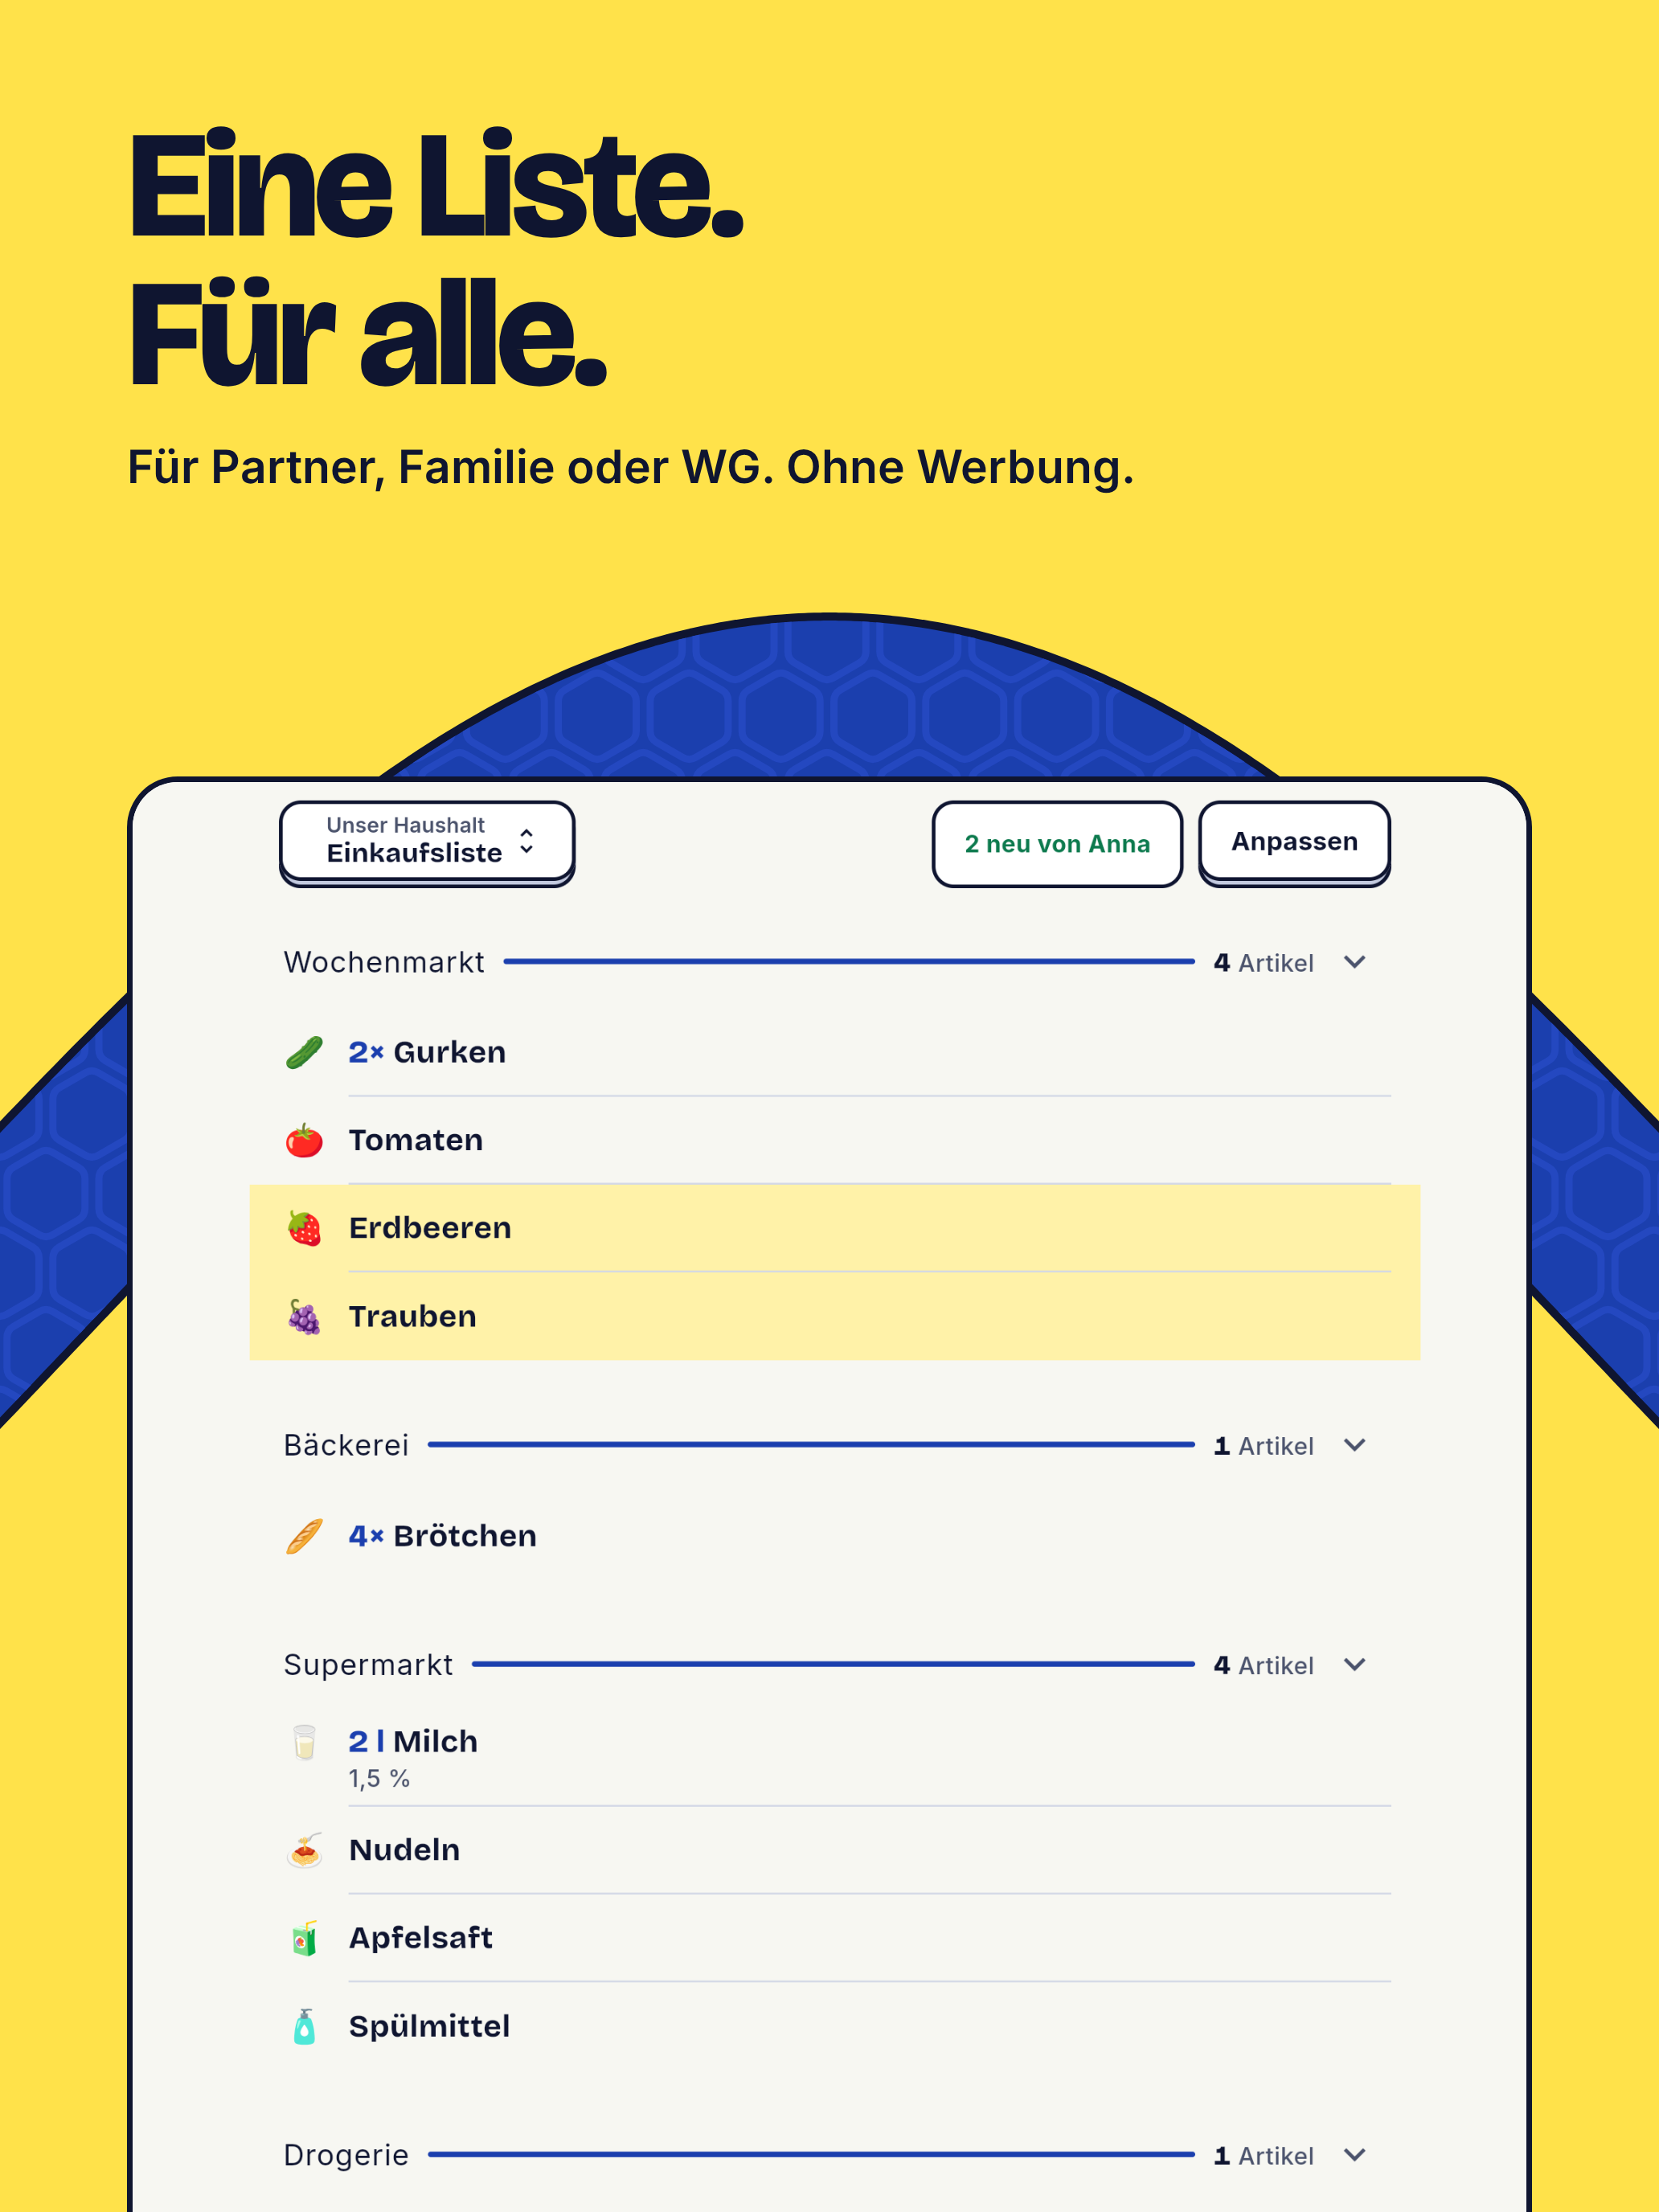 Eine Liste.
Für alle.
Für Partner, Familie oder WG. Ohne Werbung.
Unser Haushalt
Einkaufsliste
2 neu von Anna
Anpassen
Wochenmarkt 4 Artikel
2× Gurken
Tomaten
Erdbeeren
Trauben
Bäckerei 1 Artikel
4× Brötchen
Supermarkt 4 Artikel
2 l Milch
1,5 %
Nudeln
Apfelsaft
Spülmittel
Drogerie 1 Artikel